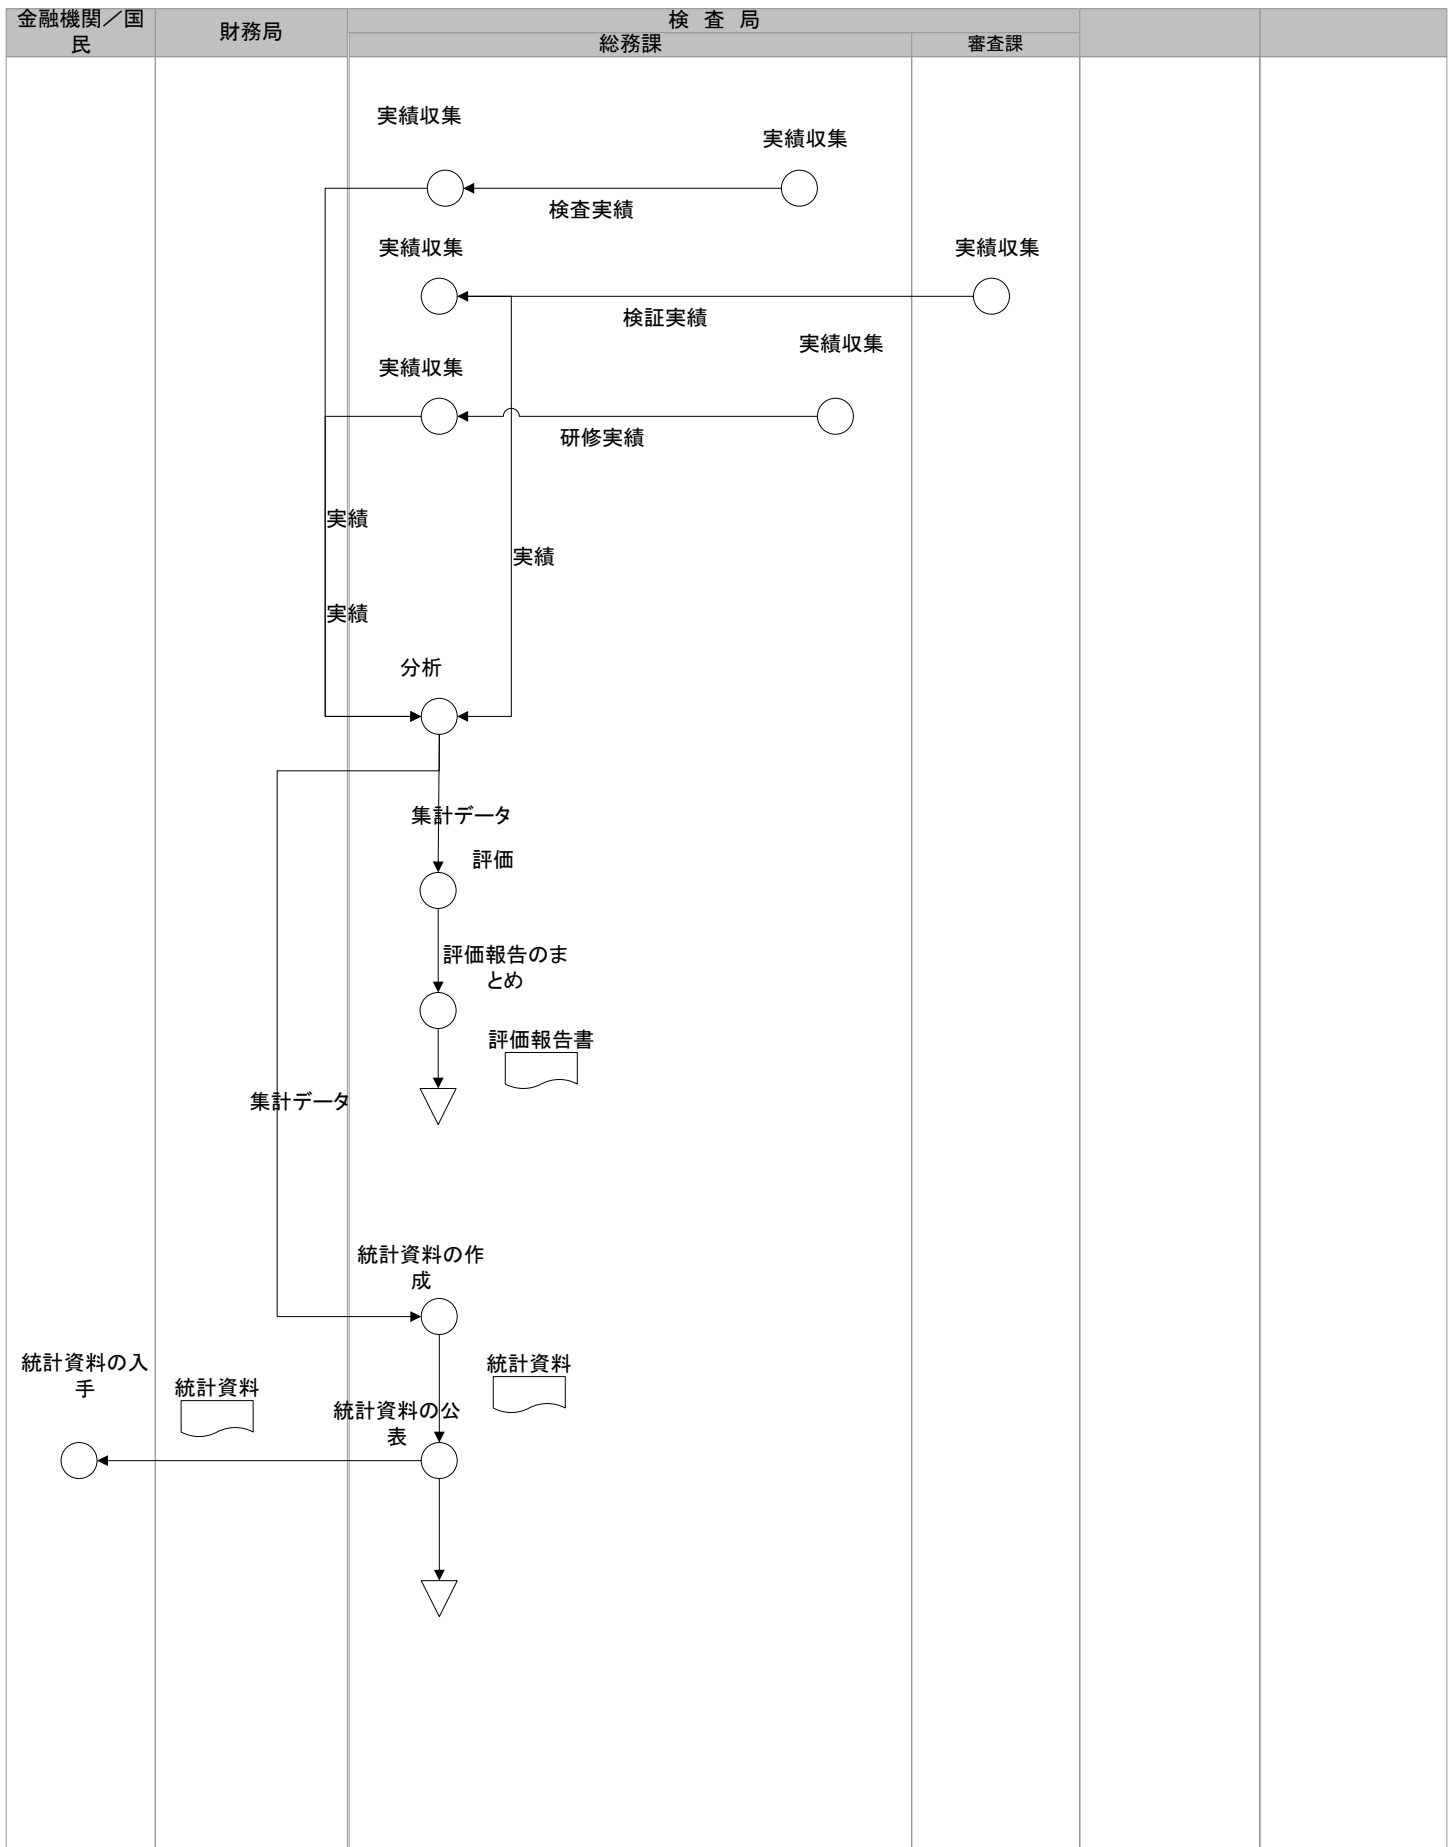 金融機関／国
民
財務局
検 査 局
総務課
審査課
実績収集
実績収集
検査実績
実績収集
実績収集
検証実績
実績収集
実績収集
研修実績
実績
実績
実績
分析
集計データ
評価
評価報告のま
とめ
評価報告書
集計データ
統計資料の作
成
統計資料の入
手
統計資料
統計資料
統計資料の公
表